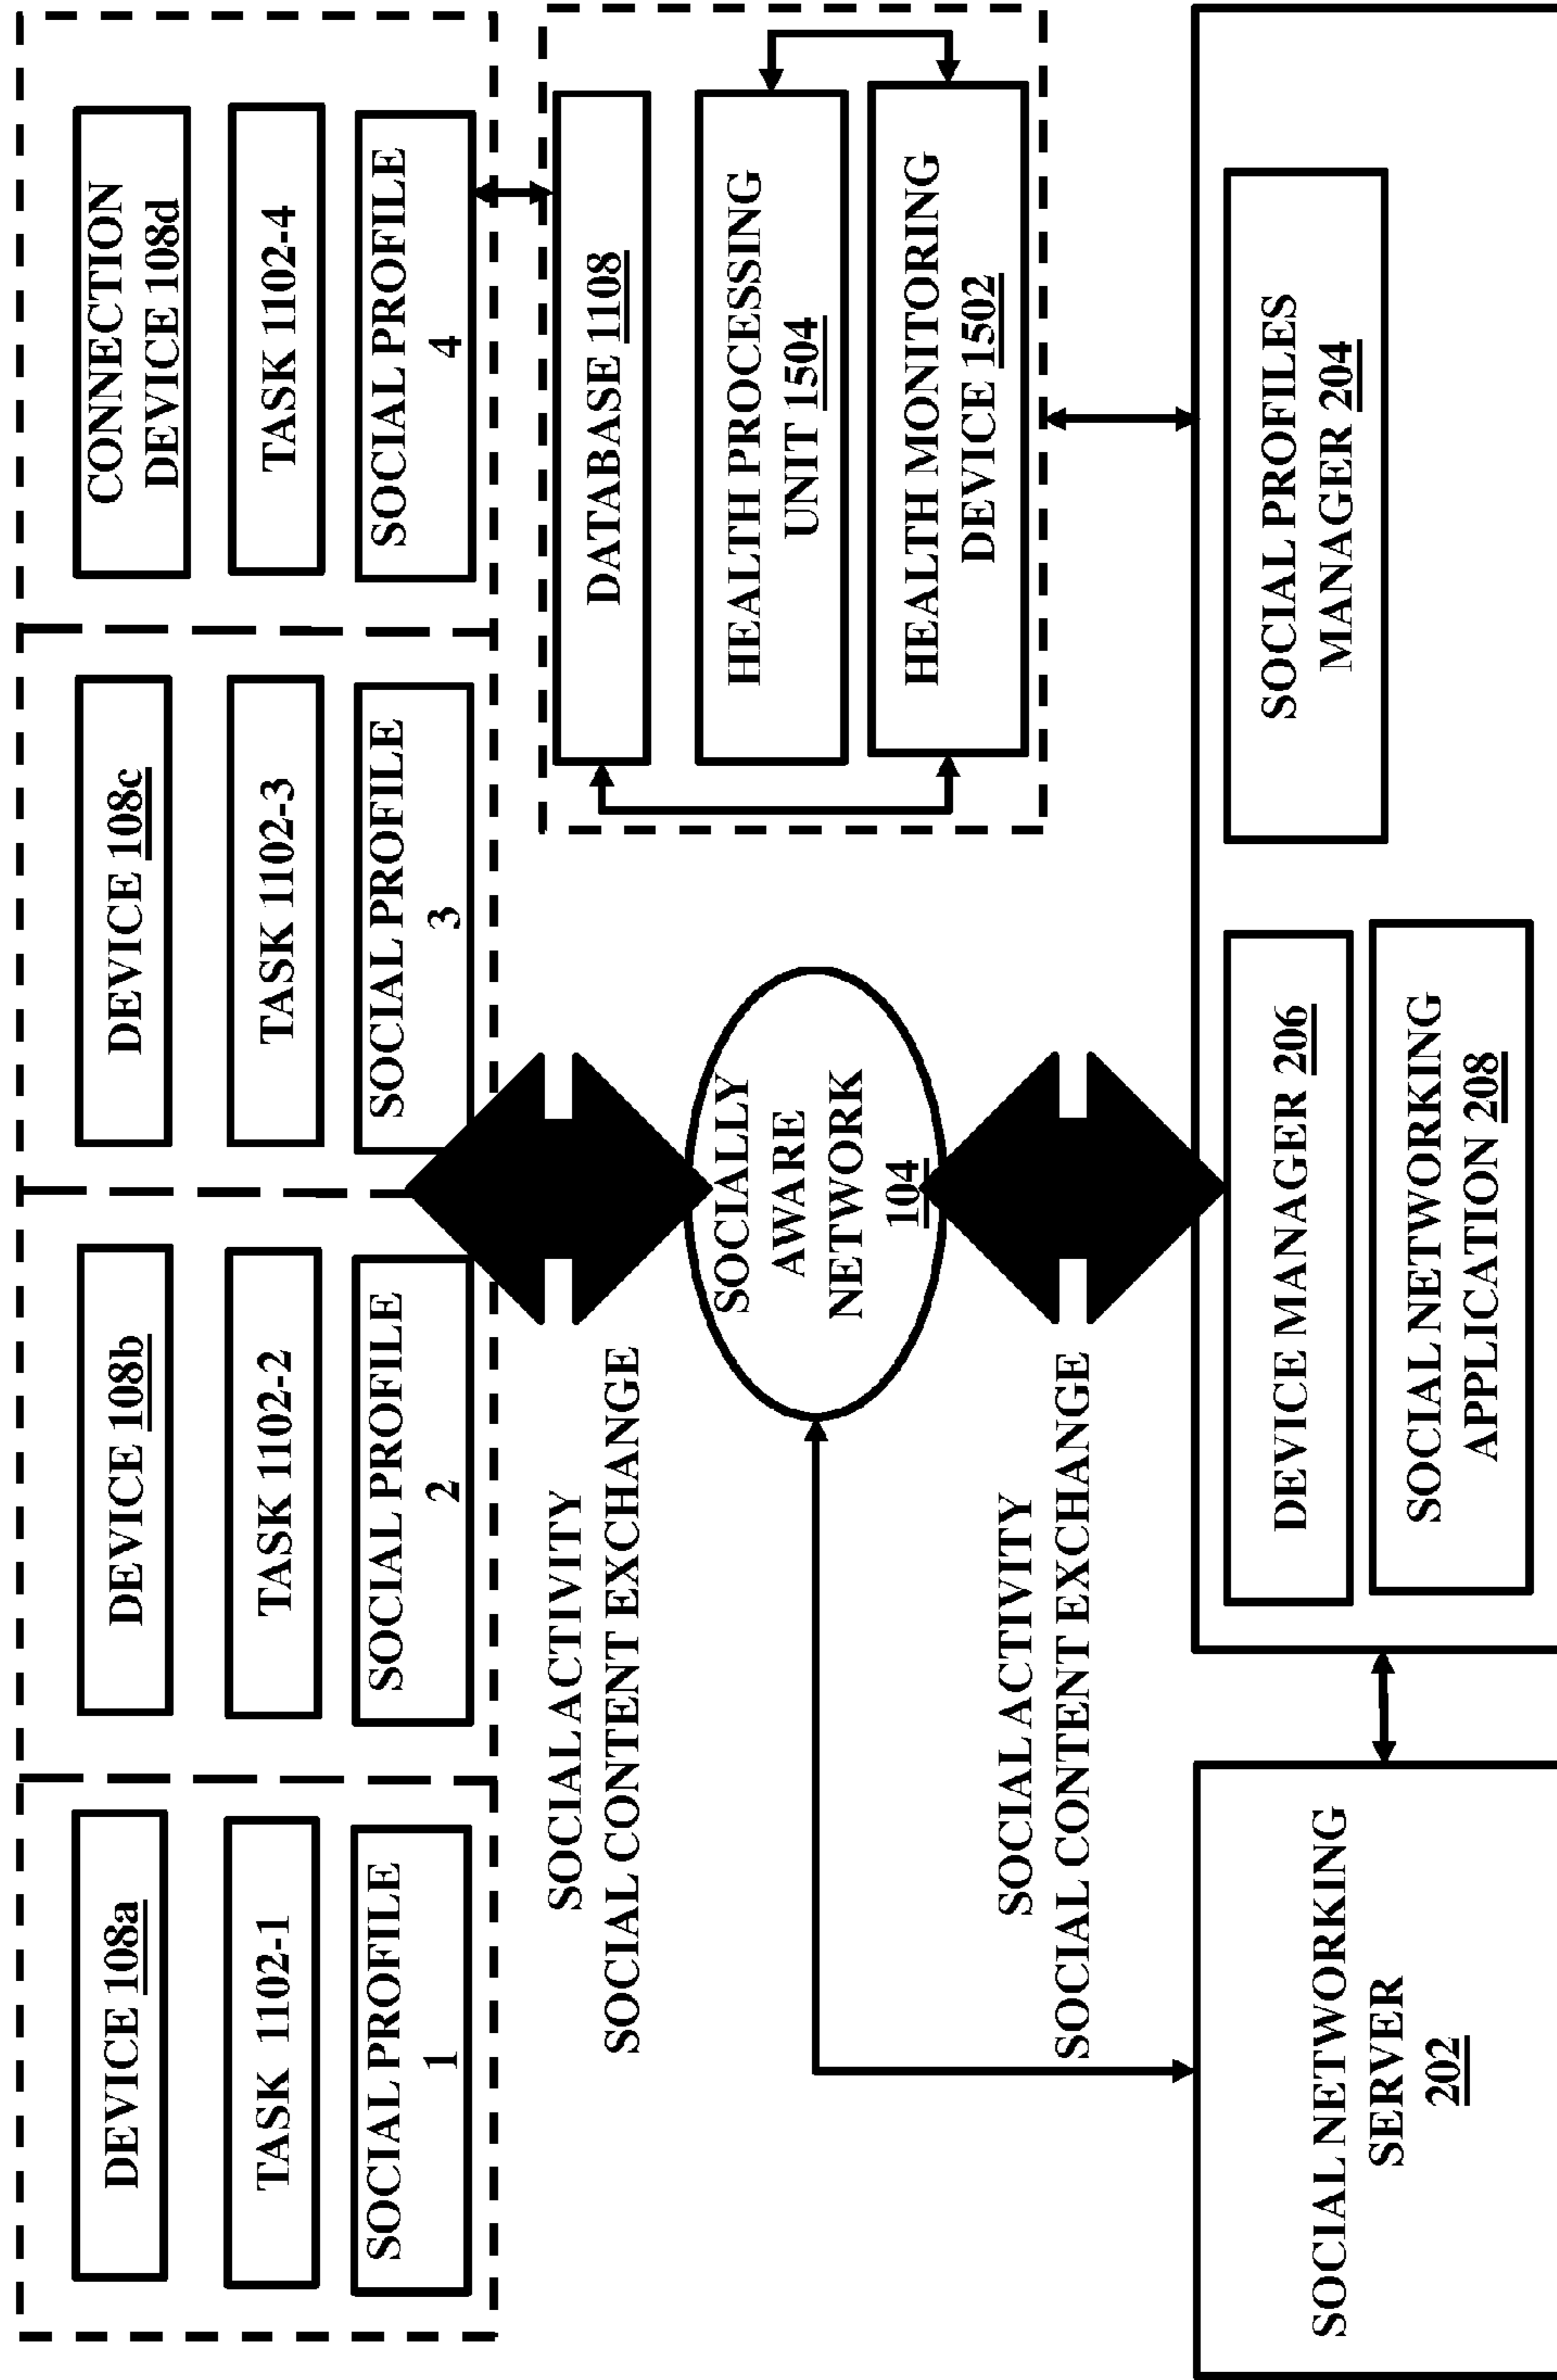 DEVICE 108a
TASK 1102-1
SOCIAL PROFILE
1
DEVICE 108b
TASK 1102-2
SOCIAL PROFILE
2
DEVICE 108c
TASK 1102-3
SOCIAL PROFILE
3
CONNECTION
DEVICE 108d
TASK 1102-4
SOCIAL PROFILE
4
SOCIAL ACTIVITY
SOCIAL CONTENT EXCHANGE
DATABASE 1108
HEALTH PROCESSING
UNIT 1504
HEALTH MONITORING
DEVICE 1502
SOCIALLY
AWARE
NETWORK
104
SOCIAL ACTIVITY
SOCIAL CONTENT EXCHANGE
SOCIAL NETWORKING
SERVER
202
DEVICE MANAGER 206
SOCIAL NETWORKING
APPLICATION 208
SOCIAL PROFILES
MANAGER 204